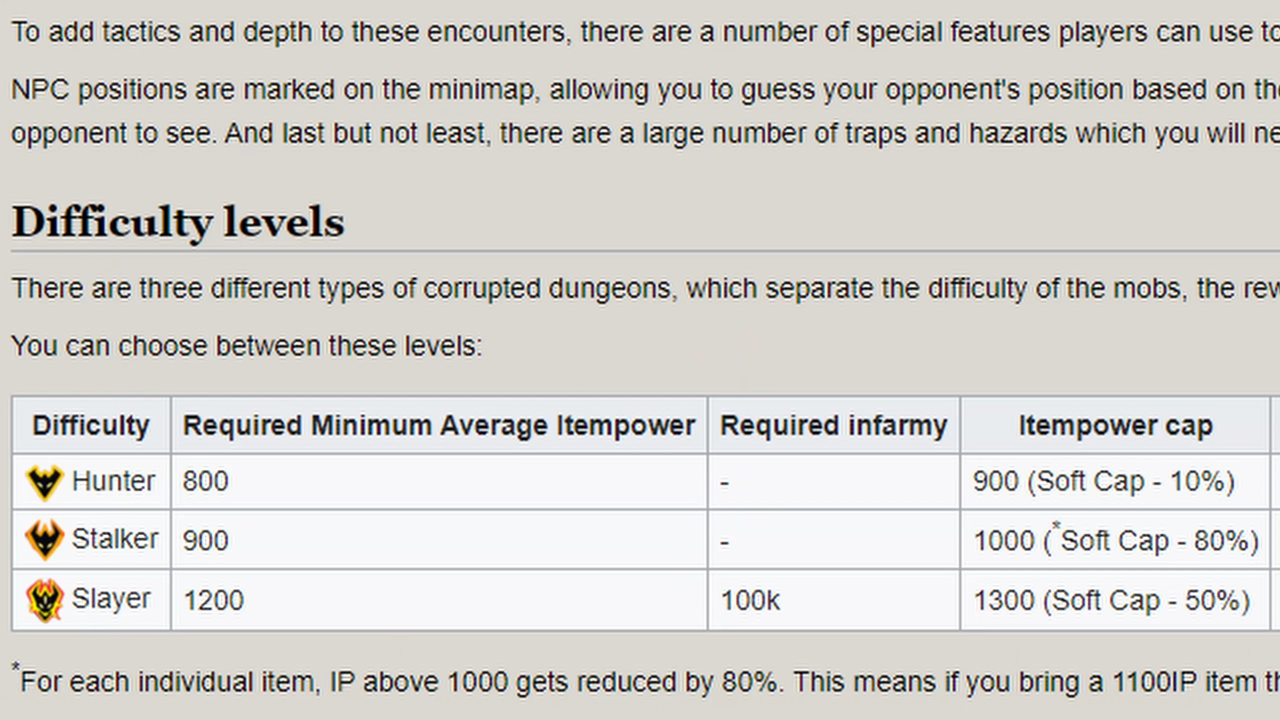 To add tactics and depth to these encounters, there are a number of special features players can use to
NPC positions are marked on the minimap, allowing you to guess your opponent's position based on the
opponent to see. And last but not least, there are a large number of traps and hazards which you will ne
Difficulty levels
There are three different types of corrupted dungeons, which separate the difficulty of the mobs, the rew
You can choose between these levels:
Difficulty Required Minimum Average Itempower Required infarmy Itempower cap
Hunter 800 - 900 (Soft Cap - 10%)
Stalker 900 - 1000 (*Soft Cap - 80%)
Slayer 1200 100k 1300 (Soft Cap - 50%)
*For each individual item, IP above 1000 gets reduced by 80%. This means if you bring a 1100IP item th